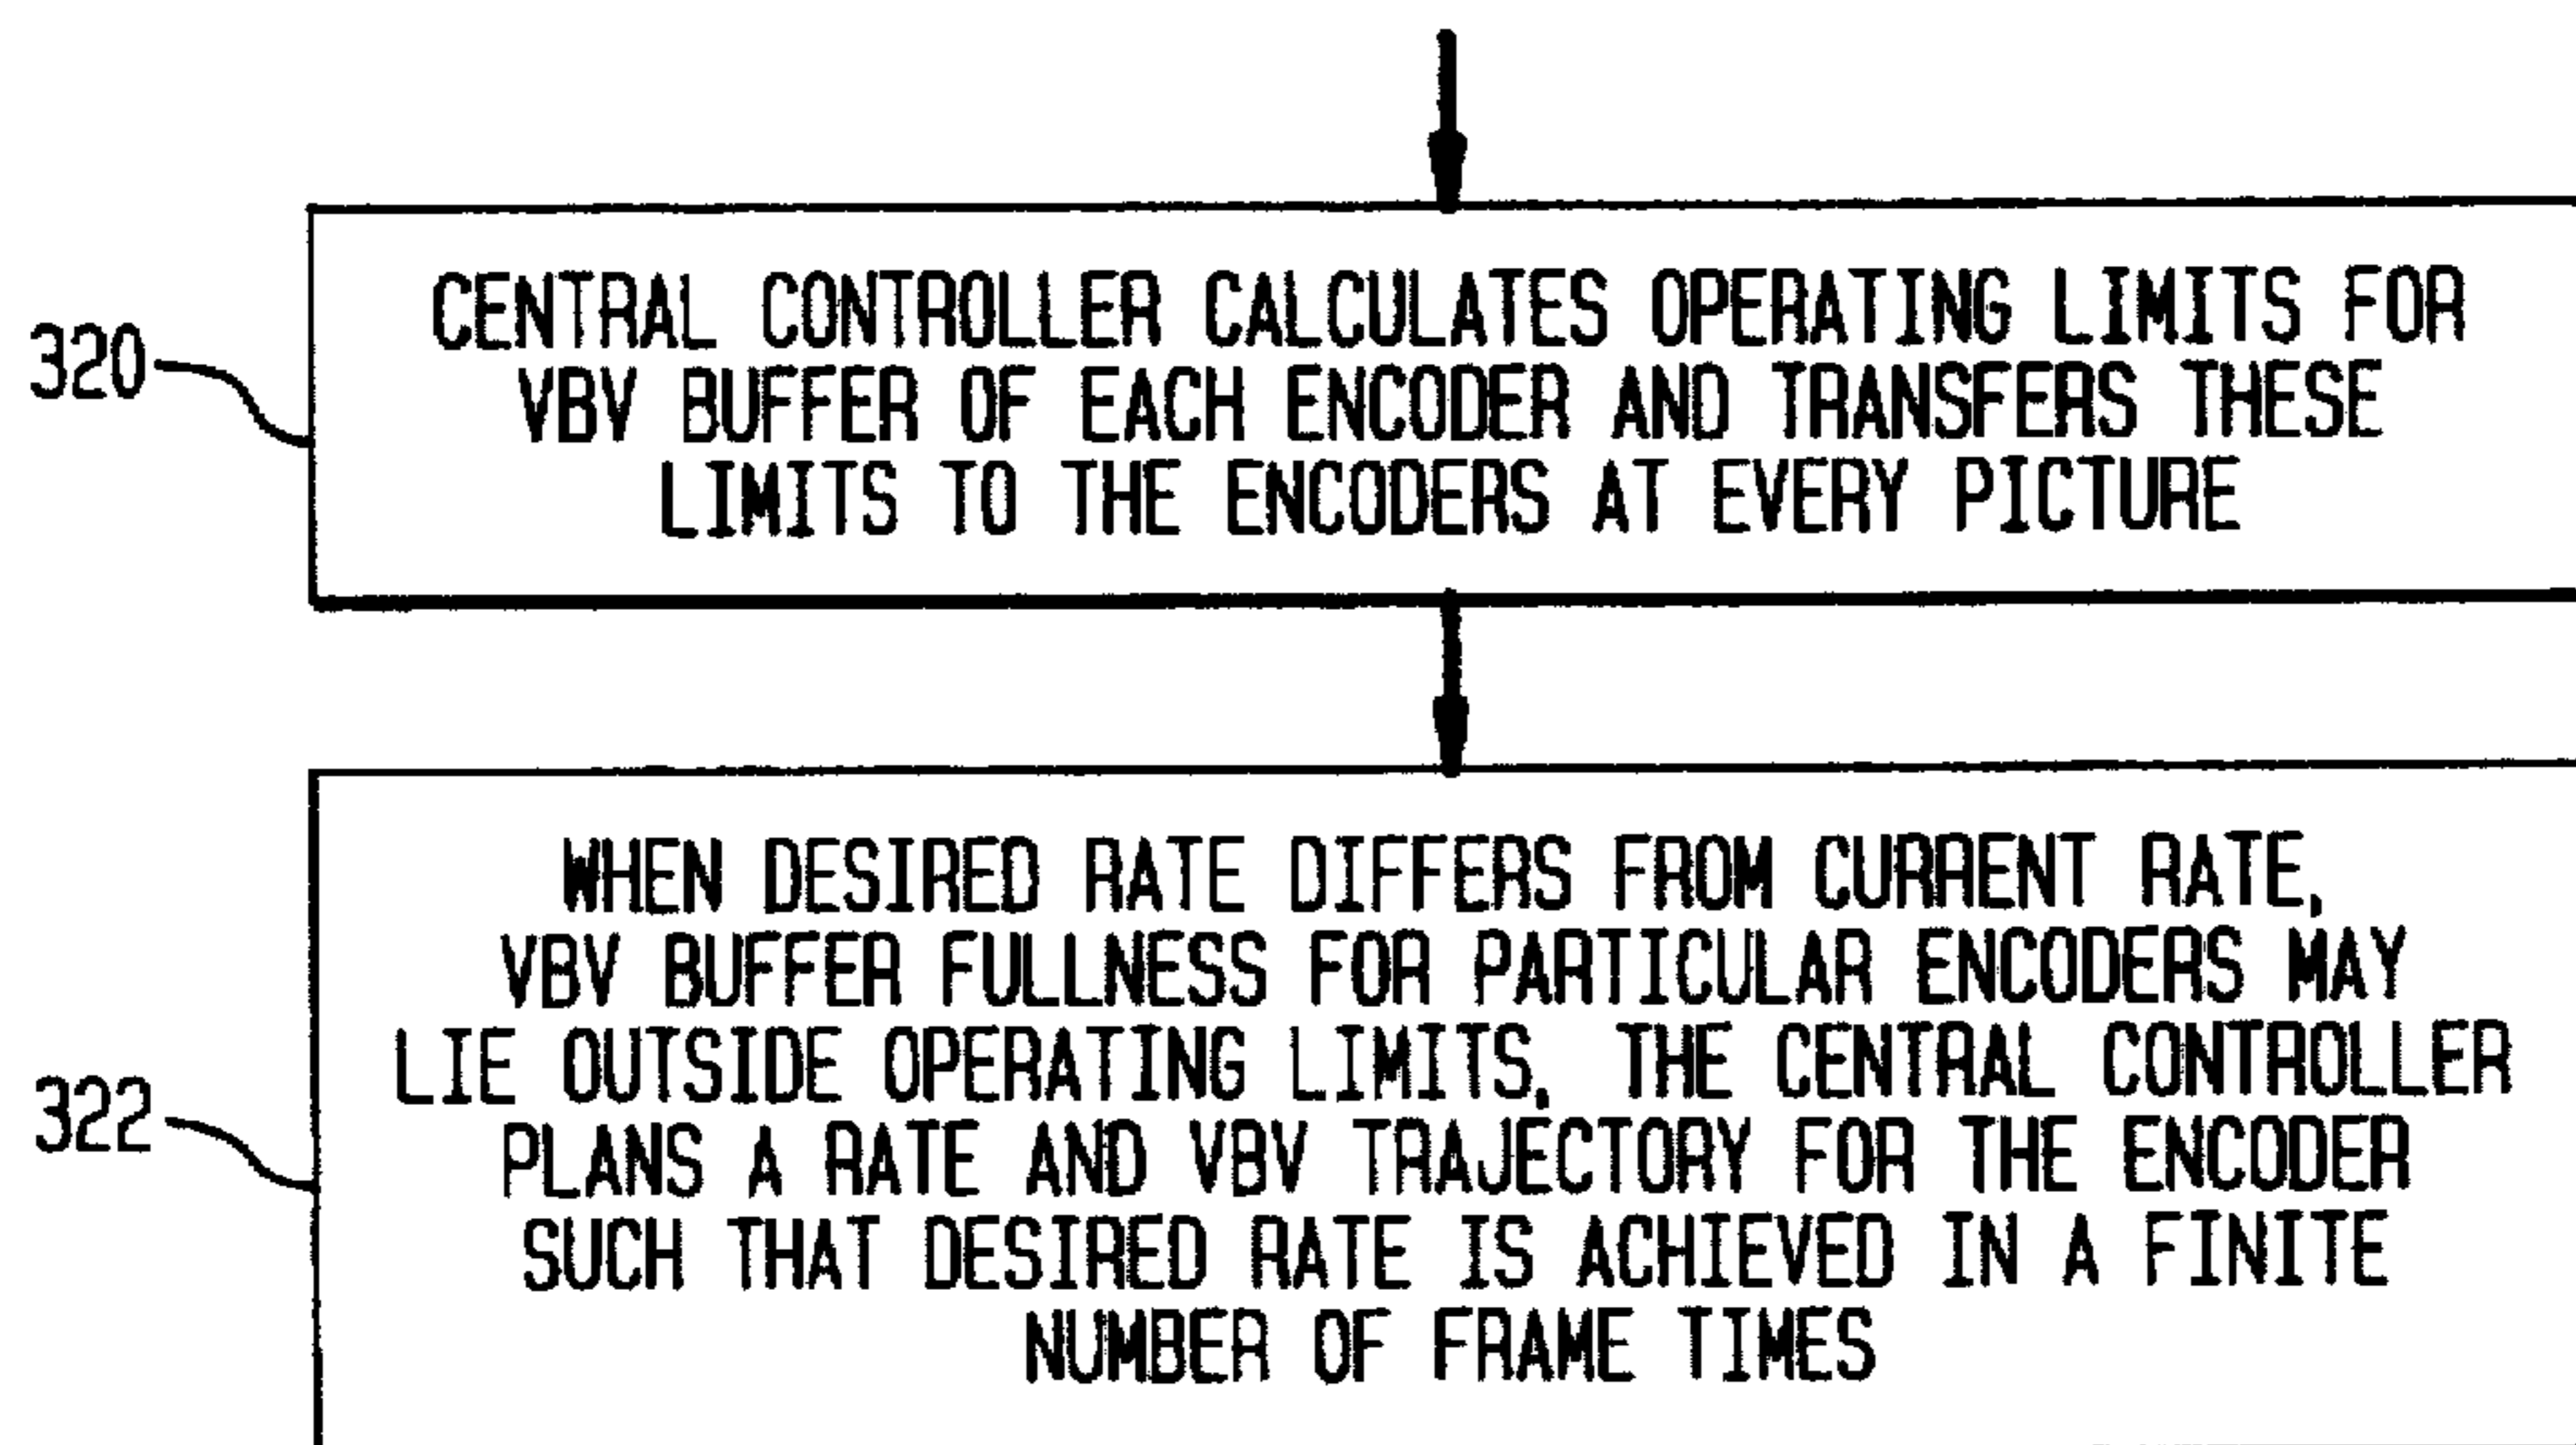 CENTRAL CONTROLLER CALCULATES OPERATING LIMITS FOR
320
VBV BUFFER OF EACH ENCODER AND TRANSFERS THESE
LIMITS TO THE ENCODERS AT EVERY PICTURE
WHEN DESIRED RATE DIFFERS FROM CURRENT RATE,
VBV BUFFER FULLNESS FOR PARTICULAR ENCODERS MAY
LIE OUTSIDE OPERATING LIMITS. THE CENTRAL CONTROLLER
322
PLANS A RATE AND VBV TRAJECTORY FOR THE ENCODER
SUCH THAT DESIRED RATE IS ACHIEVED IN A FINITE
NUMBER OF FRAME TIMES